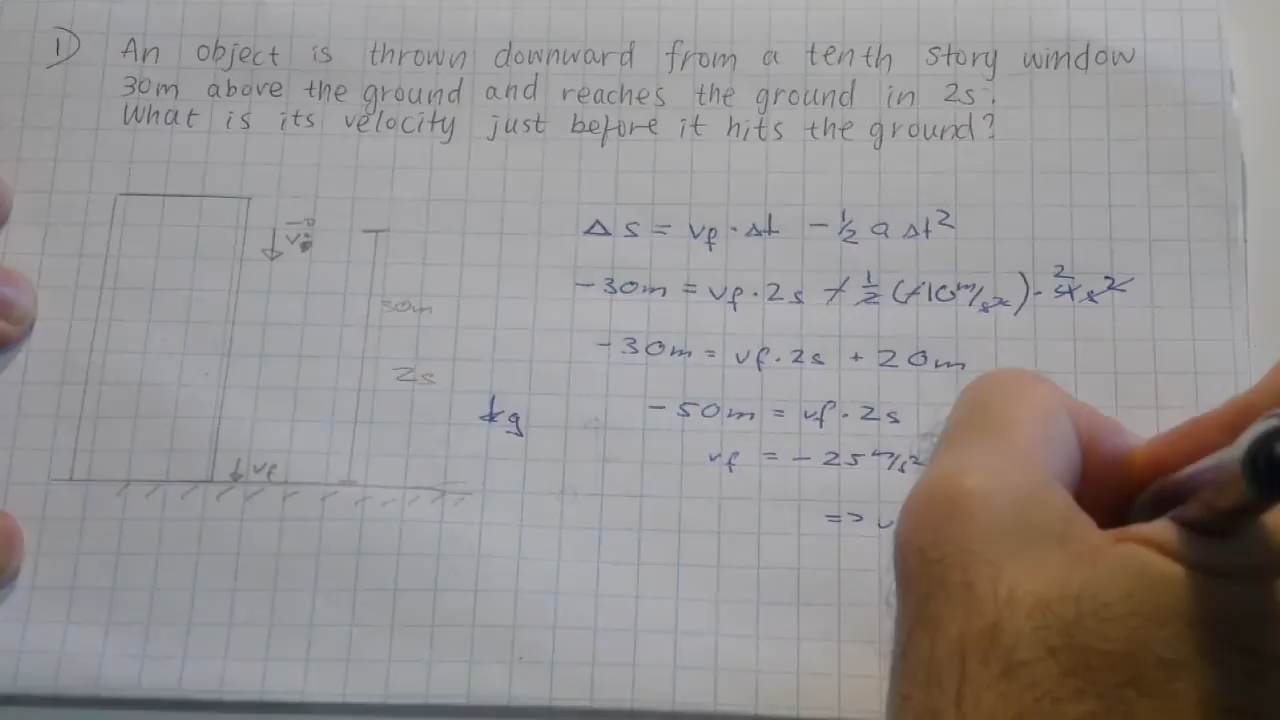 1) An object is thrown downward from a tenth story window
30m above the ground and reaches the ground in 2s.
What is its velocity just before it hits the ground?
Δs = vf · Δt - ½ a Δt²
-30m = vf · 2s + ½ (+10 m/s²) ·
-30m = vf · 2s + 20m
-50m = vf · 2s
vf = -25 m/s²
=> v
30m
2s
kg
vf